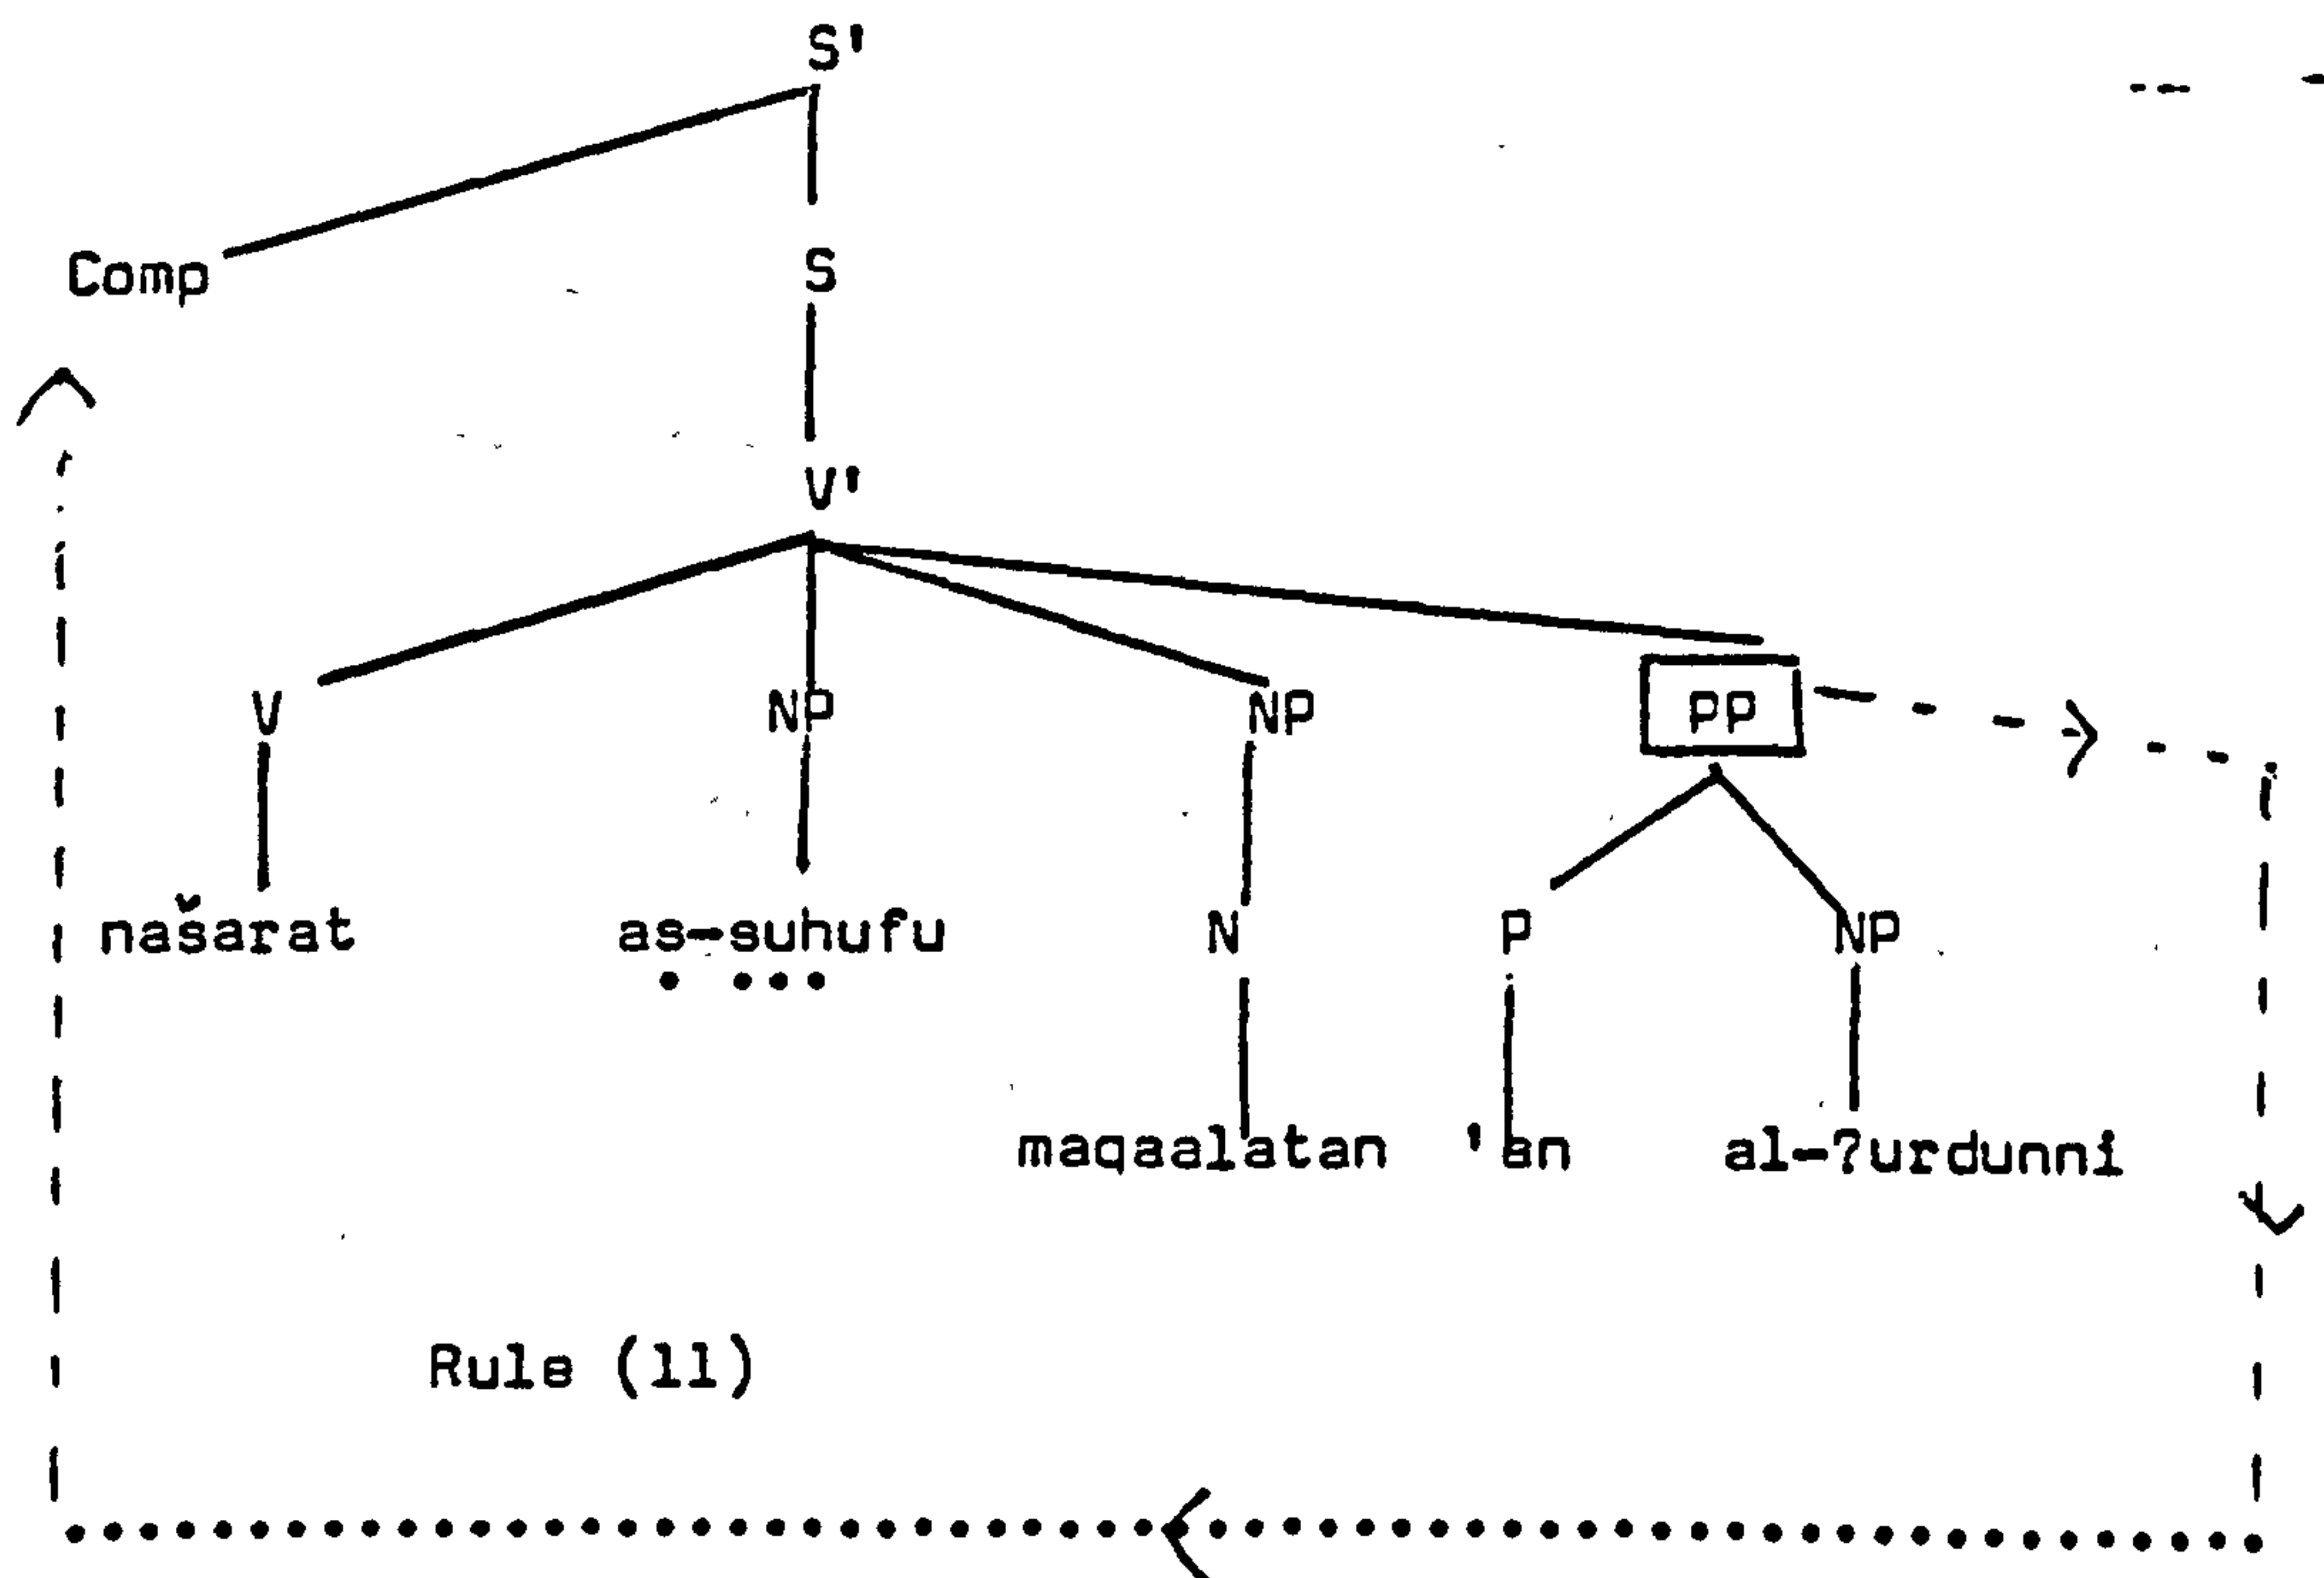 S'
Comp S
V'
V NP NP PP
našarat as-suhufu N P NP
maqaalatan 'an al-?urdunni
Rule (11)